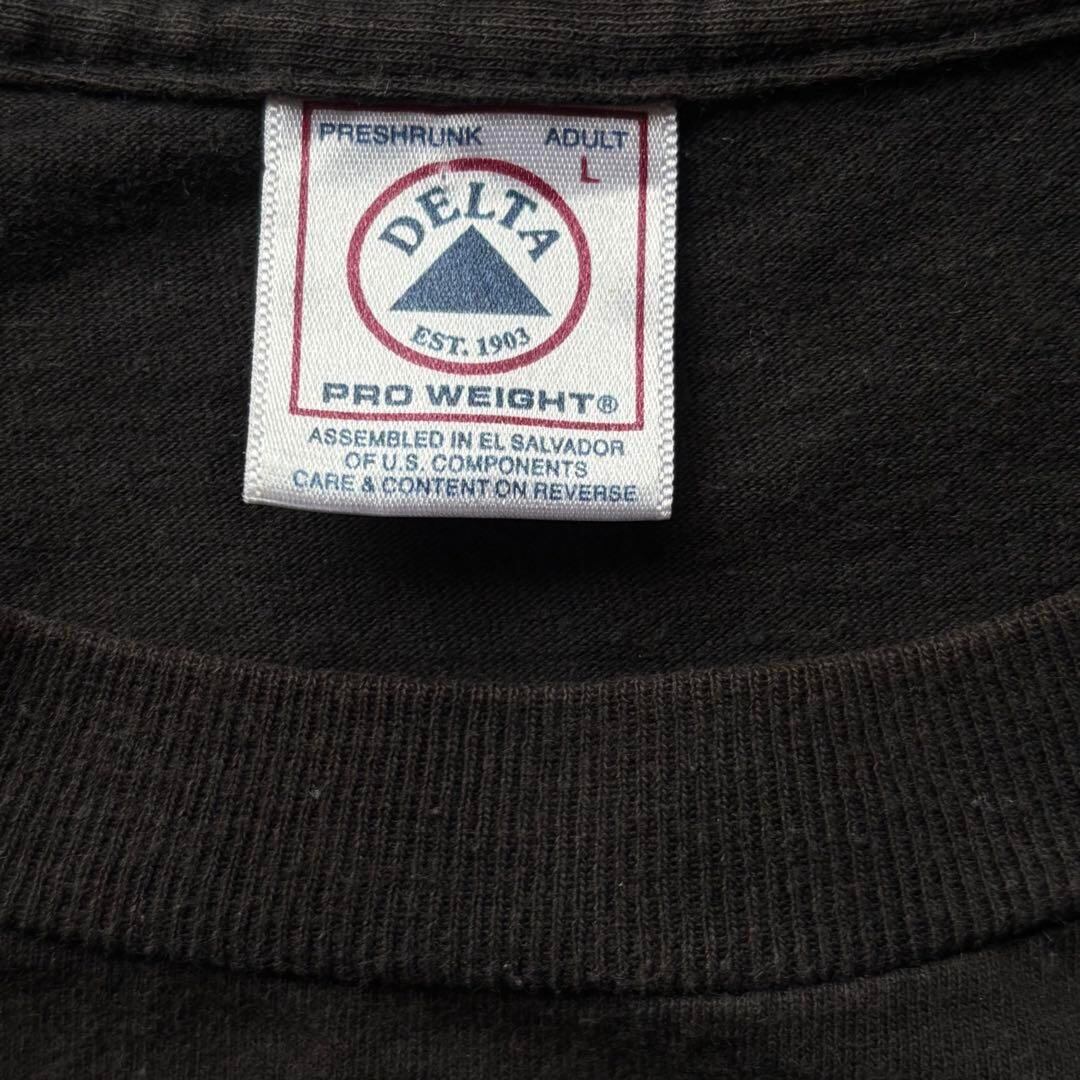 PRESHRUNK ADULT
L
DELTA
EST. 1903
PRO WEIGHT®
ASSEMBLED IN EL SALVADOR
OF U.S. COMPONENTS
CARE & CONTENT ON REVERSE